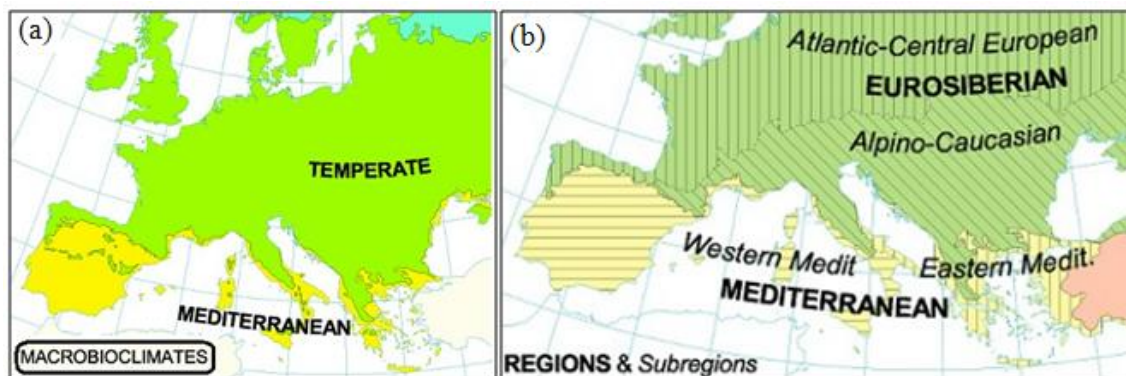 (a)
TEMPERATE
MEDITERRANEAN
MACROBIOCLIMATES
(b)
Atlantic-Central European
EUROSIBERIAN
Alpino-Caucasian
Western Medit
Eastern Medit.
MEDITERRANEAN
REGIONS & Subregions